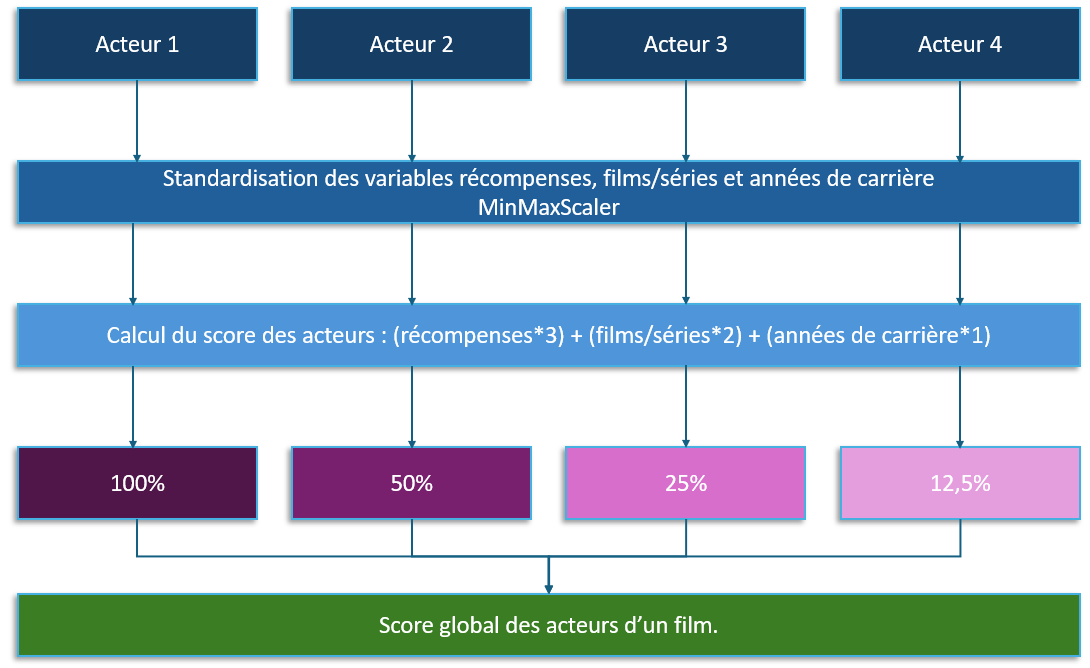 Acteur 1
Acteur 2
Acteur 3
Acteur 4
Standardisation des variables récompenses, films/séries et années de carrière
MinMaxScaler
Calcul du score des acteurs : (récompenses*3) + (films/séries*2) + (années de carrière*1)
100%
50%
25%
12,5%
Score global des acteurs d’un film.